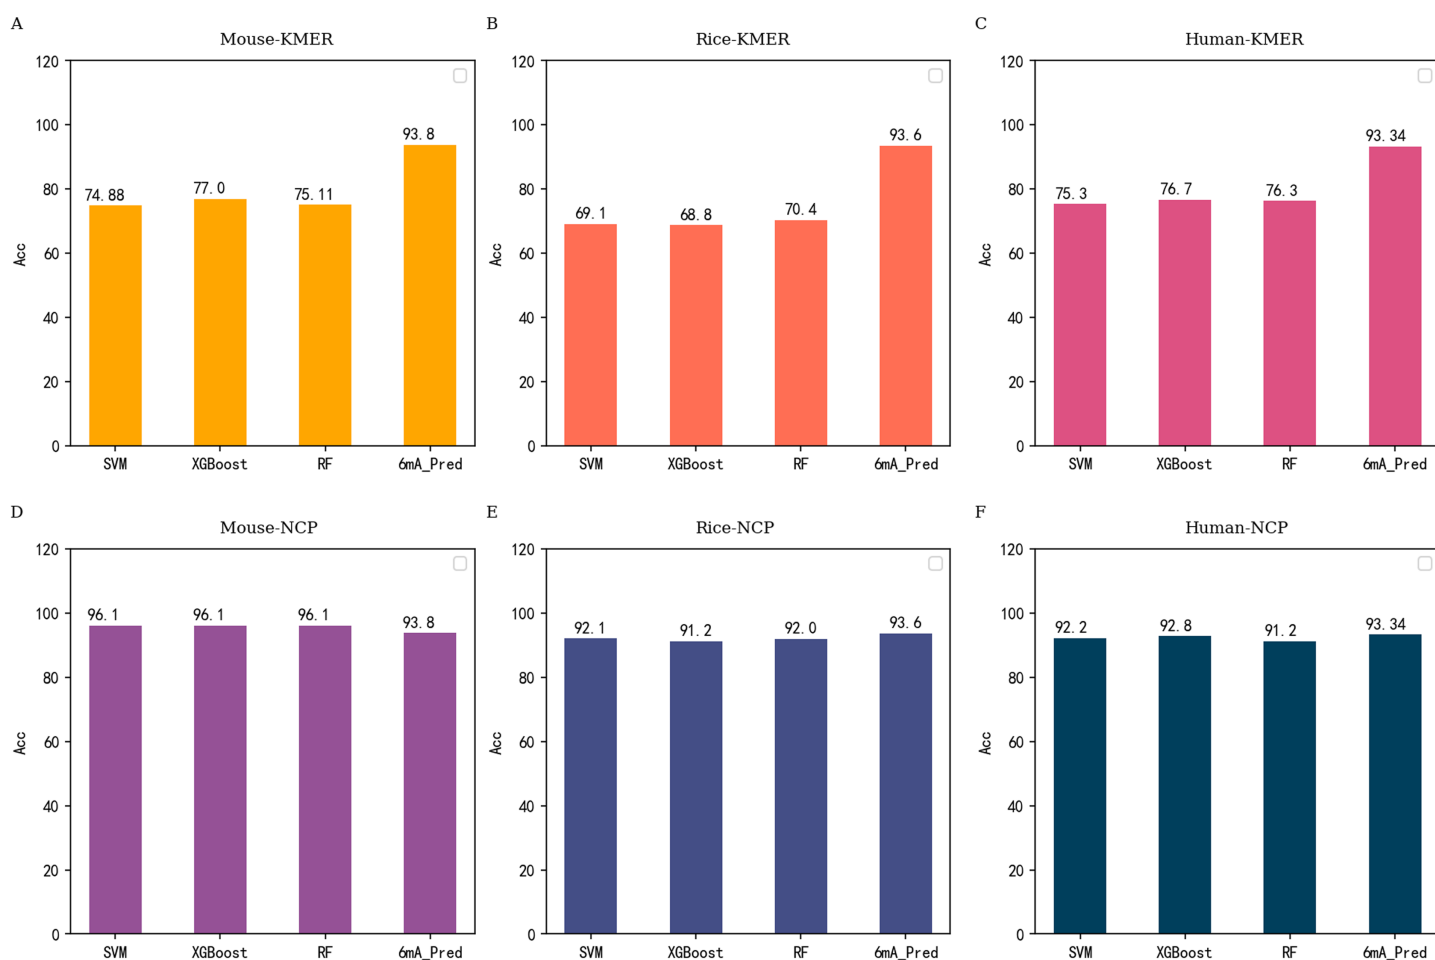 A
Mouse-KMER
120
100
80
60
40
20
0
Acc
74.88
77.0
75.11
93.8
SVM
XGBoost
RF
6mA_Pred
B
Rice-KMER
120
100
80
60
40
20
0
Acc
69.1
68.8
70.4
93.6
SVM
XGBoost
RF
6mA_Pred
C
Human-KMER
120
100
80
60
40
20
0
Acc
75.3
76.7
76.3
93.34
SVM
XGBoost
RF
6mA_Pred
D
Mouse-NCP
120
100
80
60
40
20
0
Acc
96.1
96.1
96.1
93.8
SVM
XGBoost
RF
6mA_Pred
E
Rice-NCP
120
100
80
60
40
20
0
Acc
92.1
91.2
92.0
93.6
SVM
XGBoost
RF
6mA_Pred
F
Human-NCP
120
100
80
60
40
20
0
Acc
92.2
92.8
91.2
93.34
SVM
XGBoost
RF
6mA_Pred